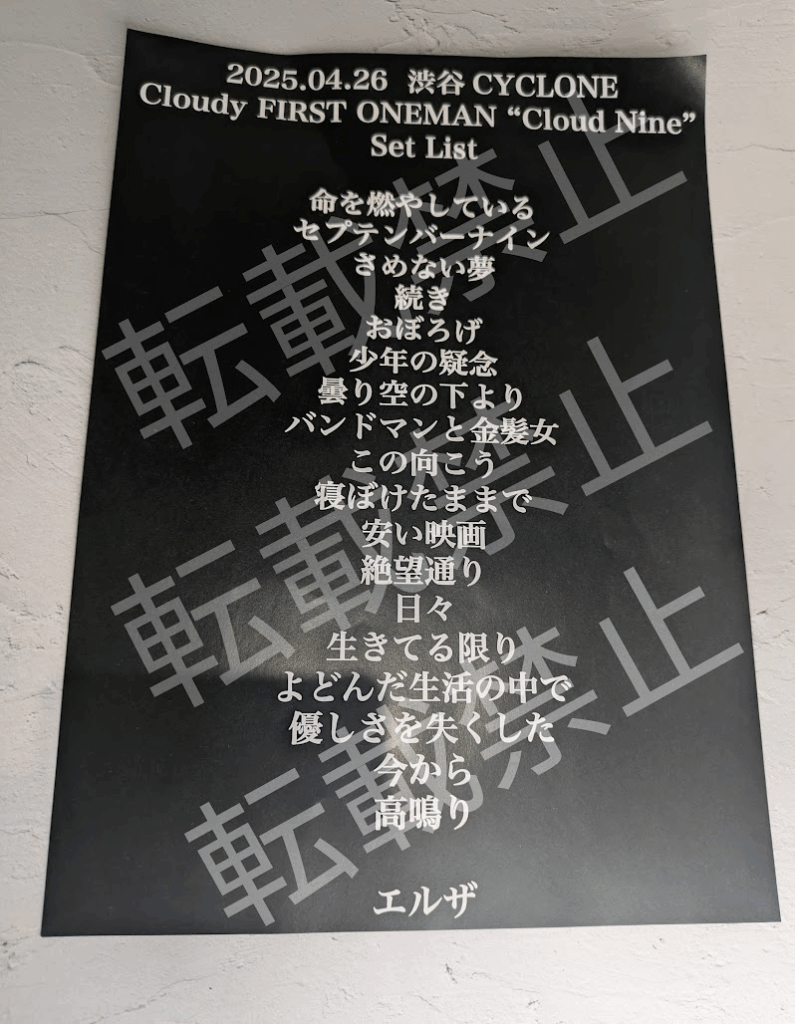 2025.04.26 渋谷 CYCLONE
Cloudy FIRST ONEMAN “Cloud Nine”
Set List
命を燃やしている
セプテンバーナイン
さめない夢
続き
おぼろげ
少年の疑念
曇り空の下より
バンドマンと金髪女
この向こう
寝ぼけたままで
安い映画
絶望通り
日々
生きてる限り
よどんだ生活の中で
優しさを失くした
今から
高鳴り
エルザ
転載禁止
転載禁止
転載禁止